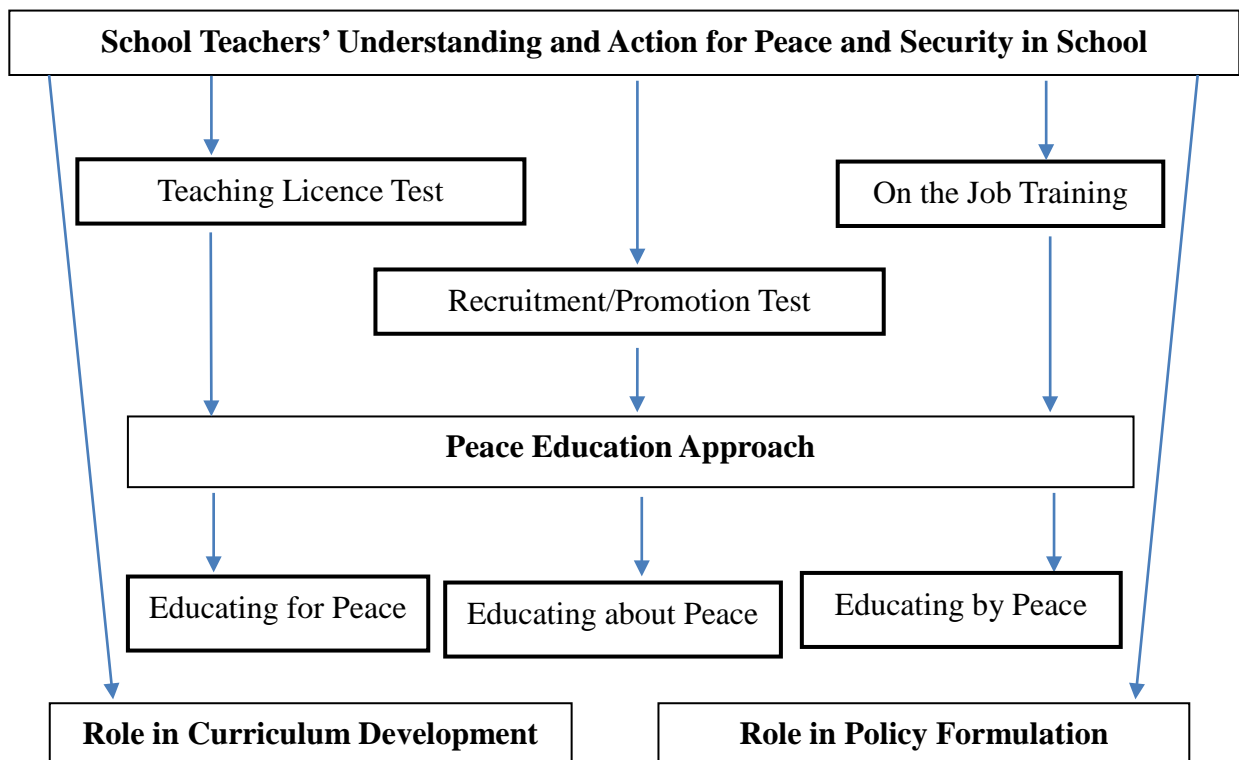 School Teachers’ Understanding and Action for Peace and Security in School
Teaching Licence Test
On the Job Training
Recruitment/Promotion Test
Peace Education Approach
Educating for Peace
Educating about Peace
Educating by Peace
Role in Curriculum Development
Role in Policy Formulation